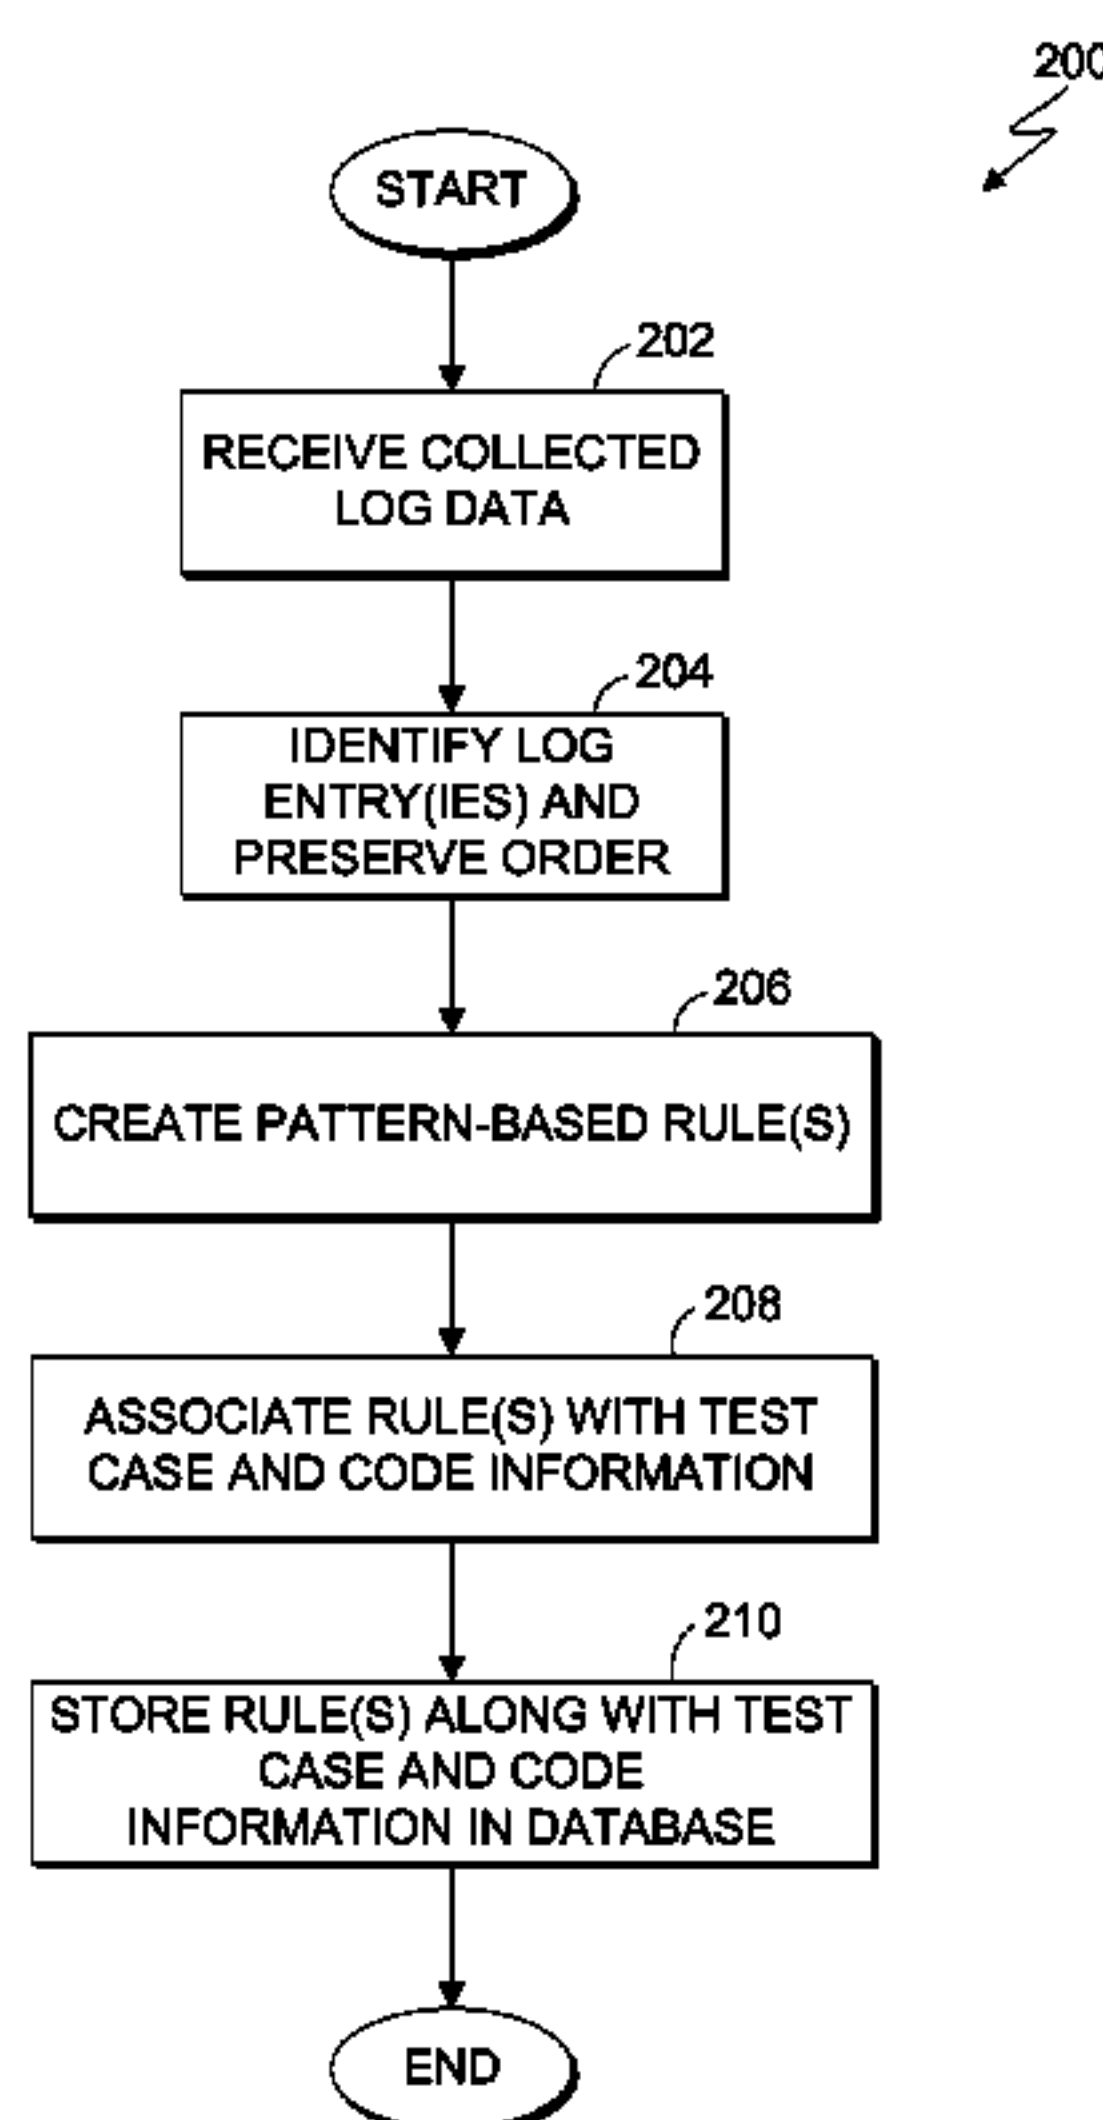 200
START
202
RECEIVE COLLECTED
LOG DATA
204
IDENTIFY LOG
ENTRY(IES) AND
PRESERVE ORDER
206
CREATE PATTERN-BASED RULE(S)
208
ASSOCIATE RULE(S) WITH TEST
CASE AND CODE INFORMATION
210
STORE RULE(S) ALONG WITH TEST
CASE AND CODE
INFORMATION IN DATABASE
END